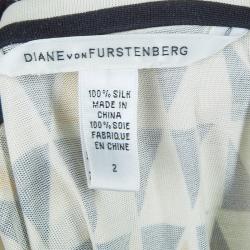 DIANE VON FURSTENBERG
100% SILK
MADE IN
CHINA
100% SOIE
FABRIQUE
EN CHINE
2